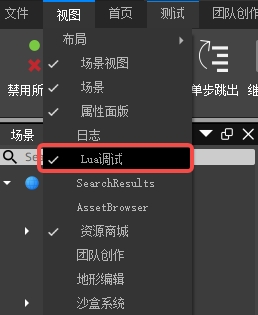 文件 视图 首页 测试 团队创作
布局
场景视图
禁用所 场景 单步跳出 继
属性面版
日志
场景
Lua调试
Se
SearchResults
AssetBrowser
资源商城
团队创作
地形编辑
沙盒系统